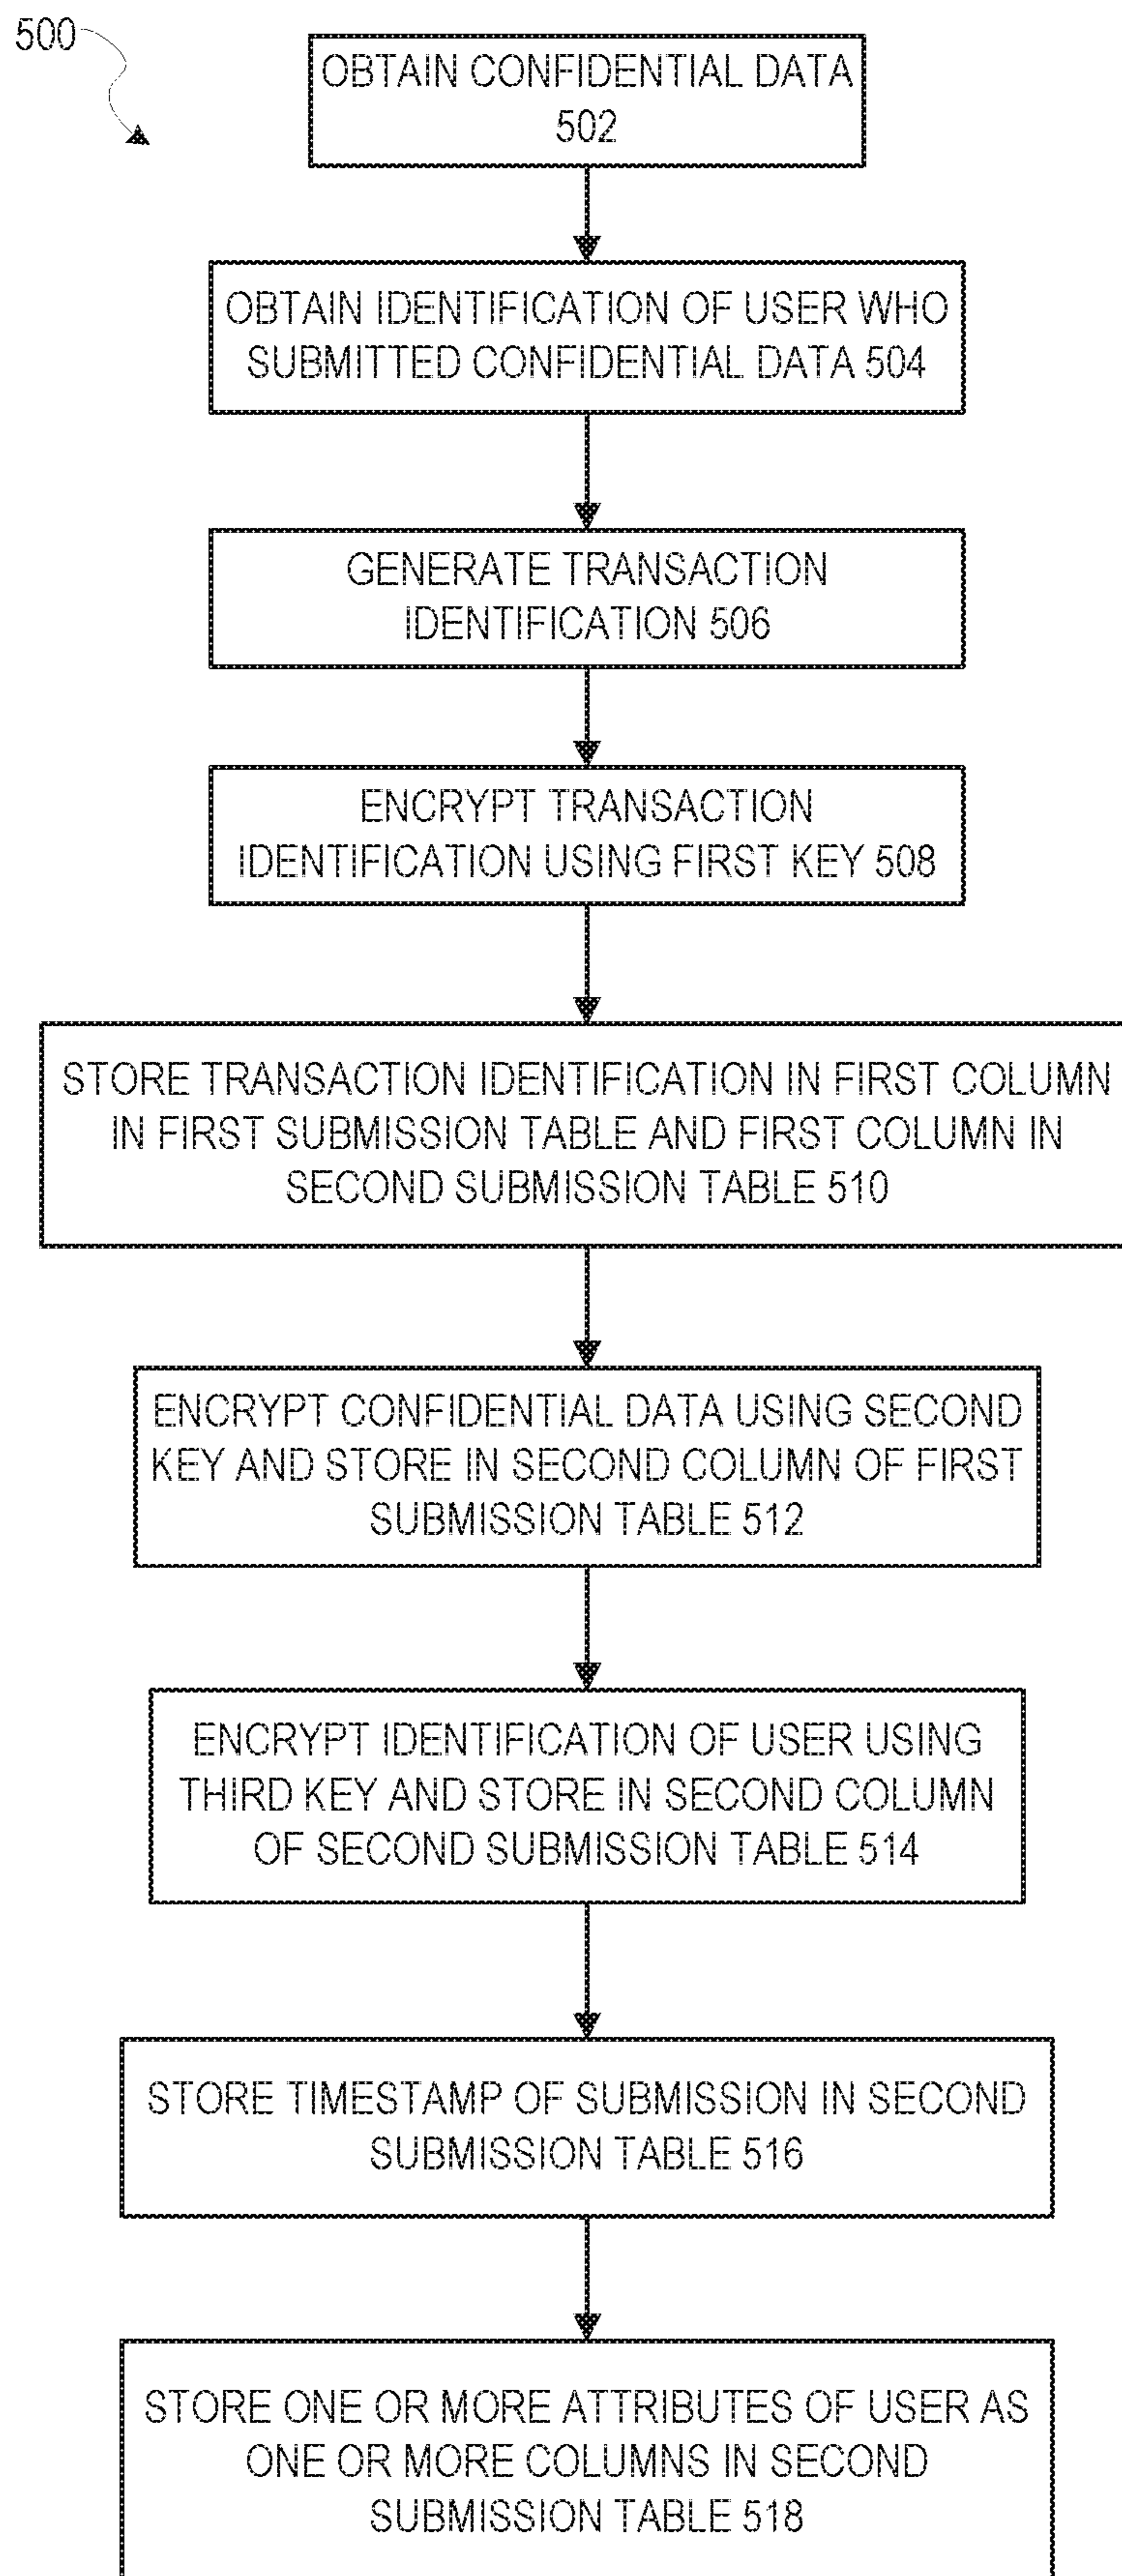 500
OBTAIN CONFIDENTIAL DATA
502
OBTAIN IDENTIFICATION OF USER WHO
SUBMITTED CONFIDENTIAL DATA 504
GENERATE TRANSACTION
IDENTIFICATION 506
ENCRYPT TRANSACTION
IDENTIFICATION USING FIRST KEY 508
STORE TRANSACTION IDENTIFICATION IN FIRST COLUMN
IN FIRST SUBMISSION TABLE AND FIRST COLUMN IN
SECOND SUBMISSION TABLE 510
ENCRYPT CONFIDENTIAL DATA USING SECOND
KEY AND STORE IN SECOND COLUMN OF FIRST
SUBMISSION TABLE 512
ENCRYPT IDENTIFICATION OF USER USING
THIRD KEY AND STORE IN SECOND COLUMN
OF SECOND SUBMISSION TABLE 514
STORE TIMESTAMP OF SUBMISSION IN SECOND
SUBMISSION TABLE 516
STORE ONE OR MORE ATTRIBUTES OF USER AS
ONE OR MORE COLUMNS IN SECOND
SUBMISSION TABLE 518